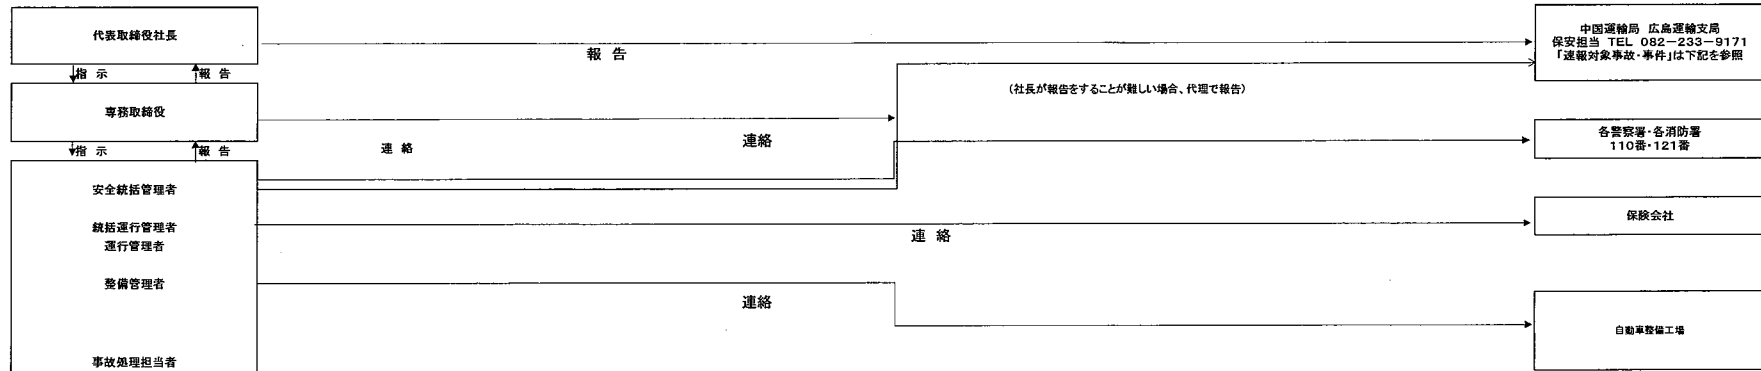 代表取締役社長
報 告
中国運輸局 広島運輸支局
保安担当 TEL 082-233-9171
「速報対象事故・事件」は下記を参照
指 示
報 告
(社長が報告をすることが難しい場合、代理で報告)
専務取締役
連絡
各警察署・各消防署
110番・121番
指 示
報 告
連 絡
安全統括管理者
統括運行管理者
連 絡
保険会社
運行管理者
整備管理者
連絡
自動車整備工場
事故処理担当者